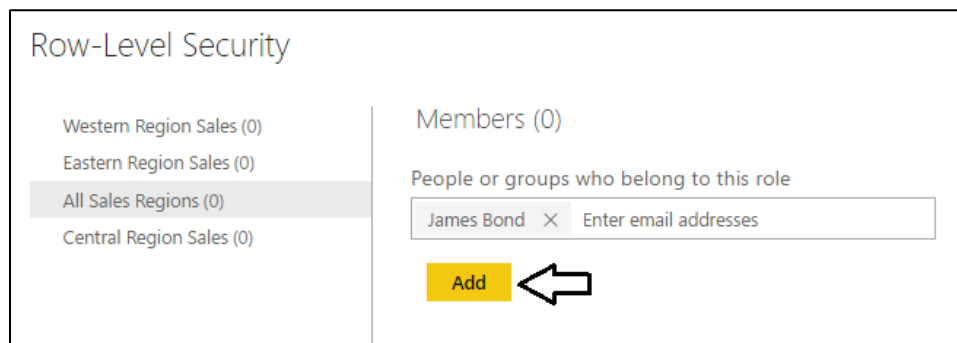 Row-Level Security
Western Region Sales (0)
Eastern Region Sales (0)
All Sales Regions (0)
Central Region Sales (0)
Members (0)
People or groups who belong to this role
James Bond × Enter email addresses
Add